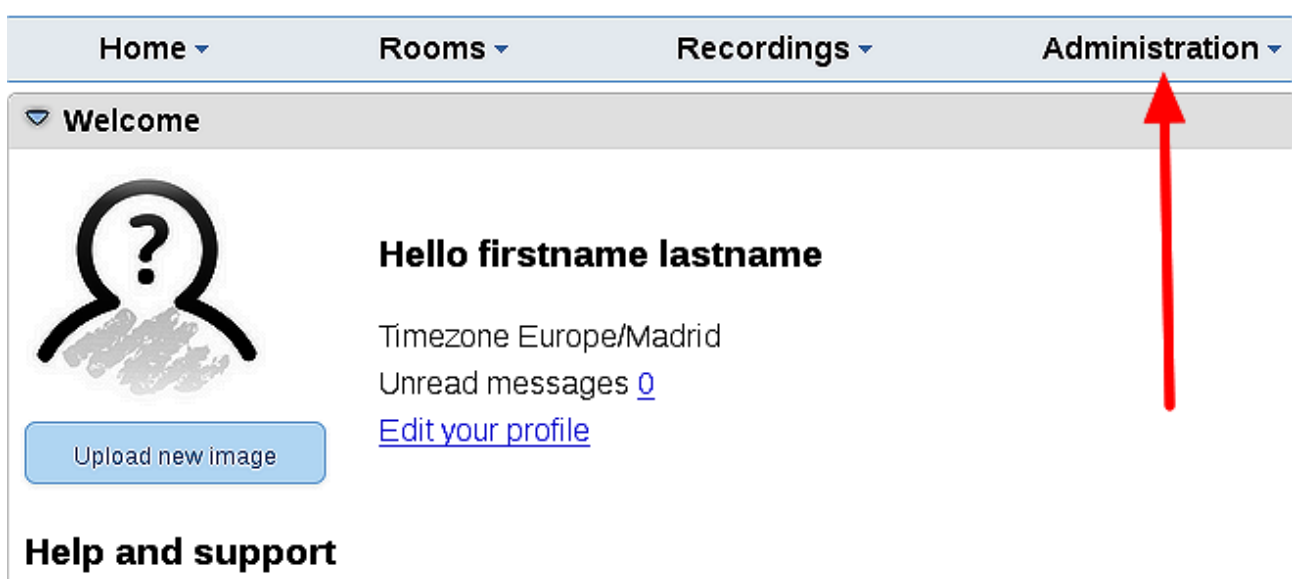 Home Rooms Recordings Administration
Welcome
?
Hello firstname lastname
Timezone Europe/Madrid
Unread messages 0
Edit your profile
Upload new image
Help and support